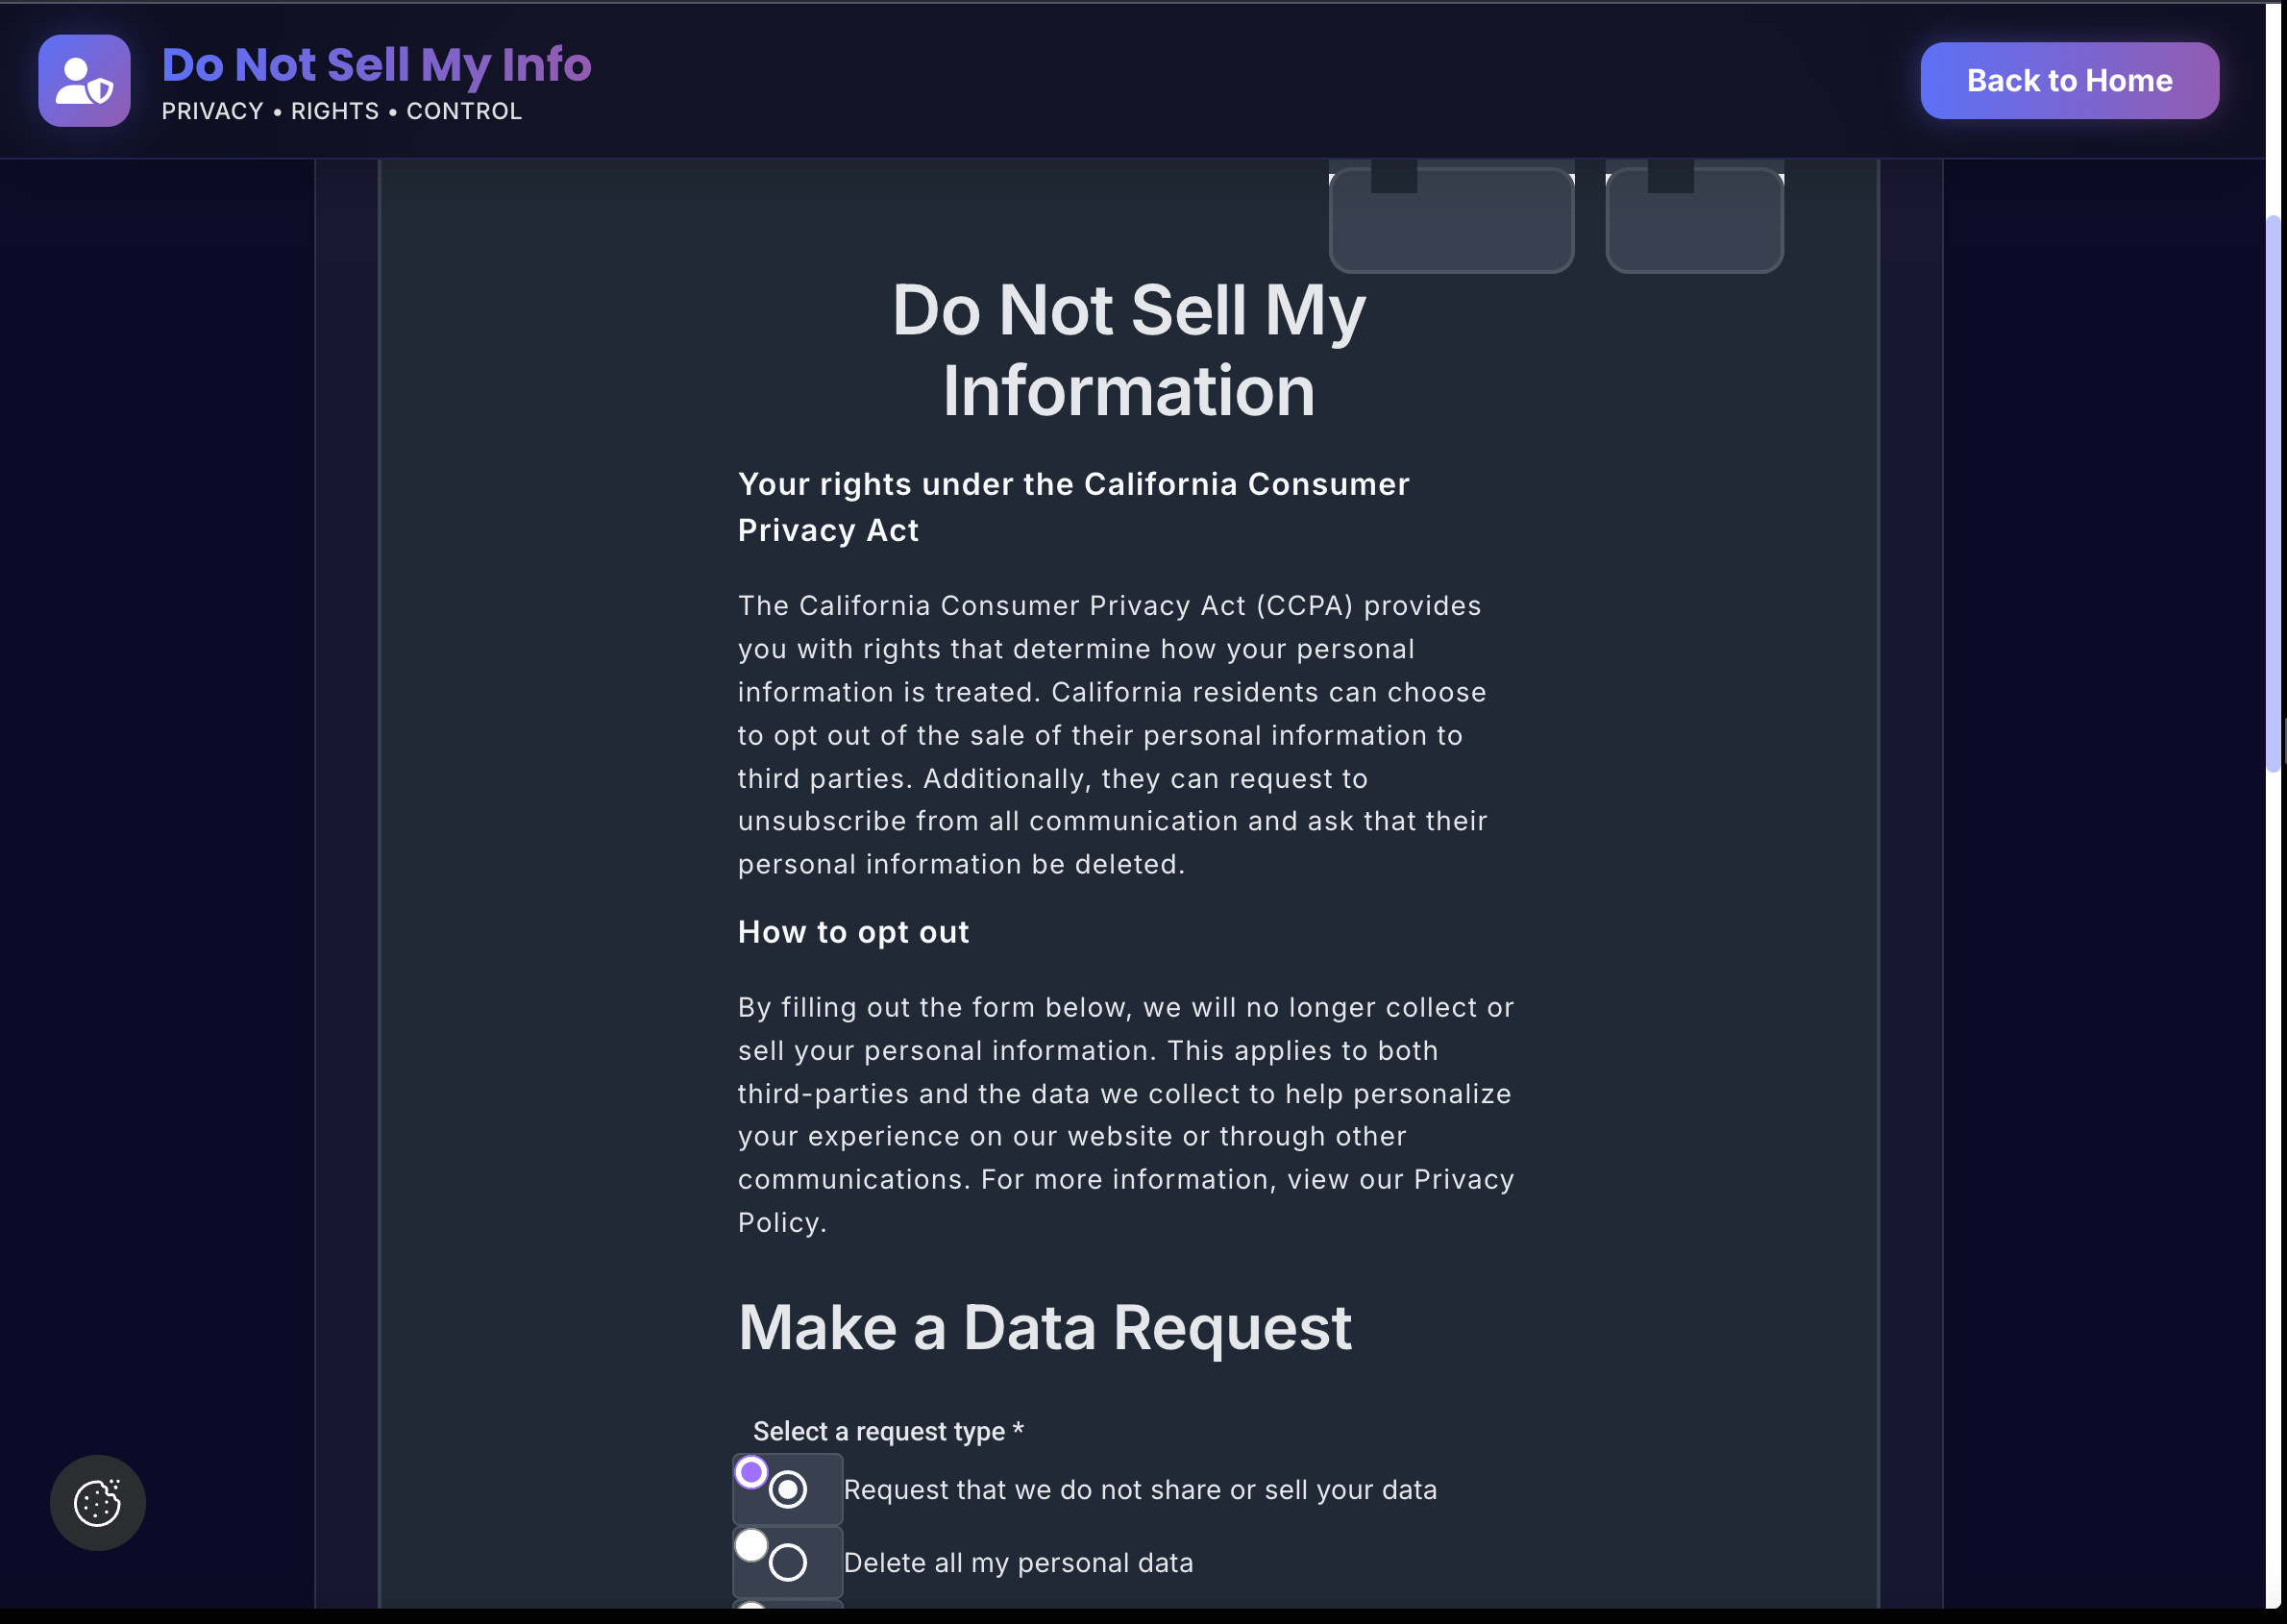 Do Not Sell My Info
PRIVACY • RIGHTS • CONTROL
Back to Home
Do Not Sell My
Information
Your rights under the California Consumer
Privacy Act
The California Consumer Privacy Act (CCPA) provides
you with rights that determine how your personal
information is treated. California residents can choose
to opt out of the sale of their personal information to
third parties. Additionally, they can request to
unsubscribe from all communication and ask that their
personal information be deleted.
How to opt out
By filling out the form below, we will no longer collect or
sell your personal information. This applies to both
third-parties and the data we collect to help personalize
your experience on our website or through other
communications. For more information, view our Privacy
Policy.
Make a Data Request
Select a request type *
Request that we do not share or sell your data
Delete all my personal data